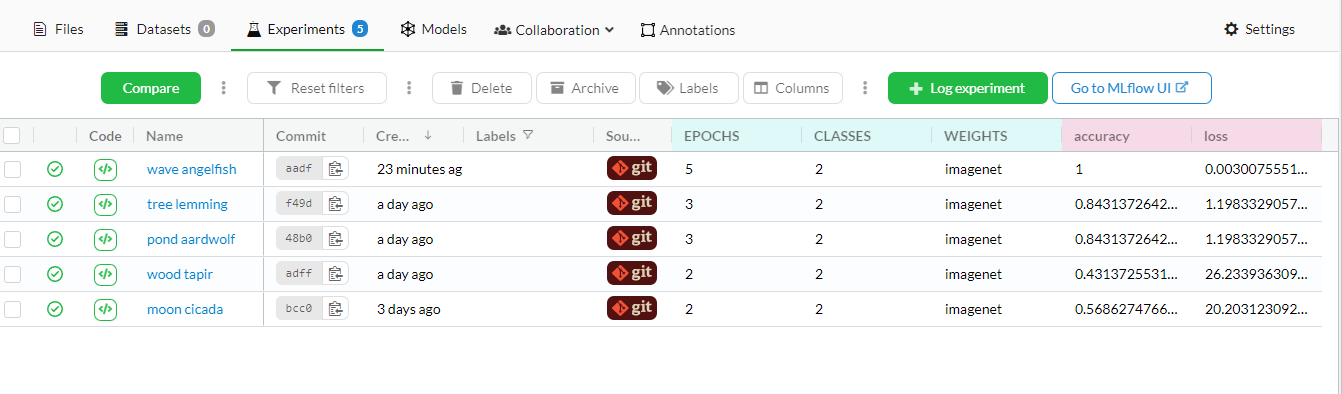 Files Datasets 0 Experiments 5 Models Collaboration Annotations Settings
Compare Reset filters Delete Archive Labels Columns Log experiment Go to MLflow UI
Code Name Commit Cre... Labels Sou... EPOCHS CLASSES WEIGHTS accuracy loss
wave angelfish aadf 23 minutes ag git 5 2 imagenet 1 0.0030075551...
tree lemming f49d a day ago git 3 2 imagenet 0.8431372642... 1.1983329057...
pond aardwolf 48b0 a day ago git 3 2 imagenet 0.8431372642... 1.1983329057...
wood tapir adff a day ago git 2 2 imagenet 0.4313725531... 26.233936309...
moon cicada bcc0 3 days ago git 2 2 imagenet 0.5686274766... 20.203123092...